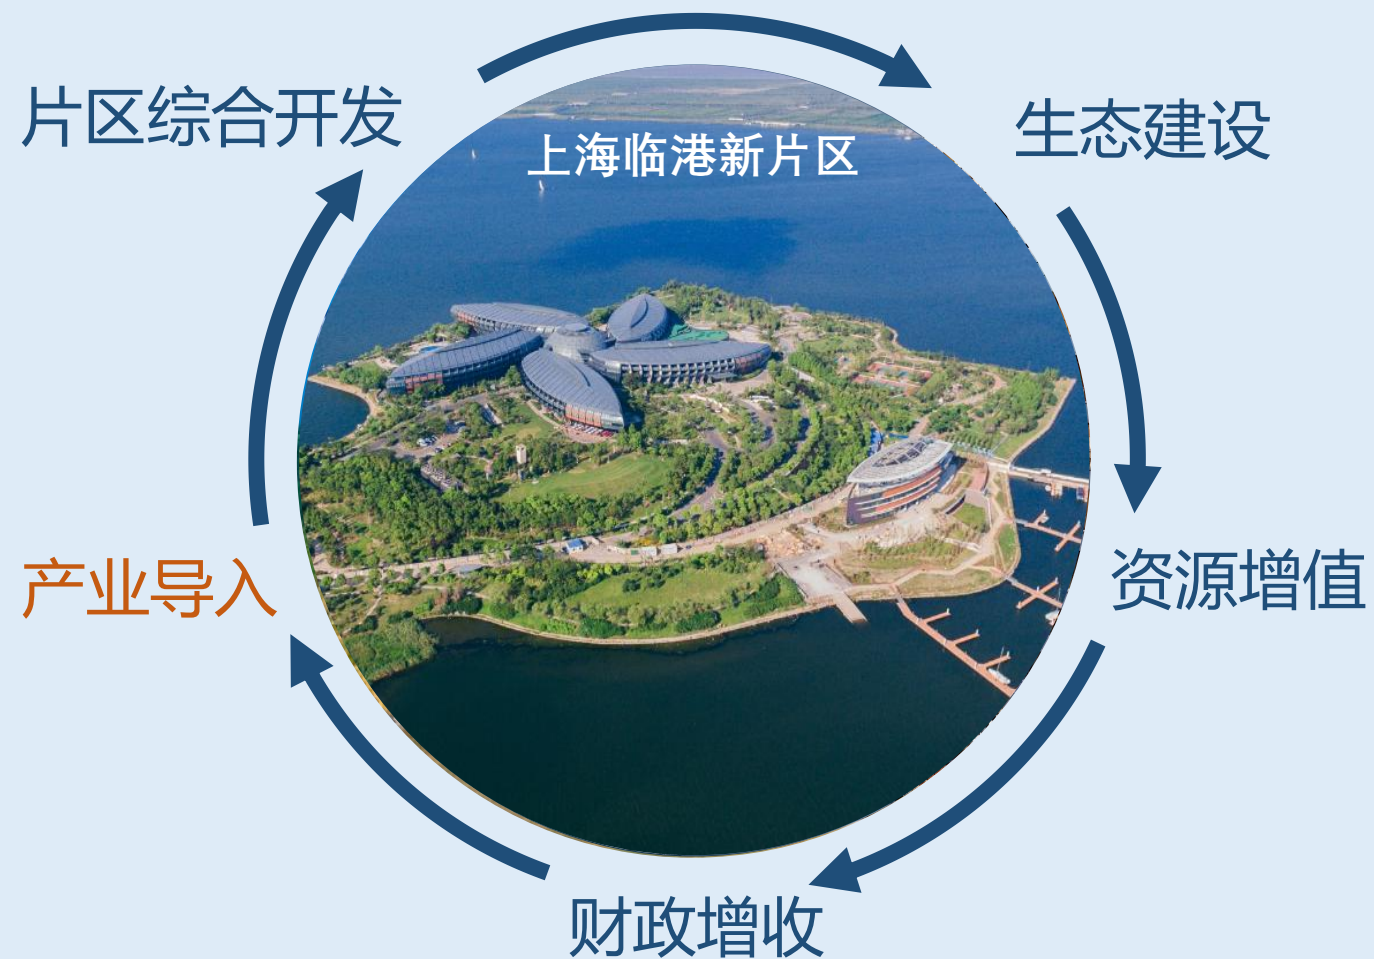 片区综合开发
生态建设
上海临港新片区
产业导入
资源增值
财政增收